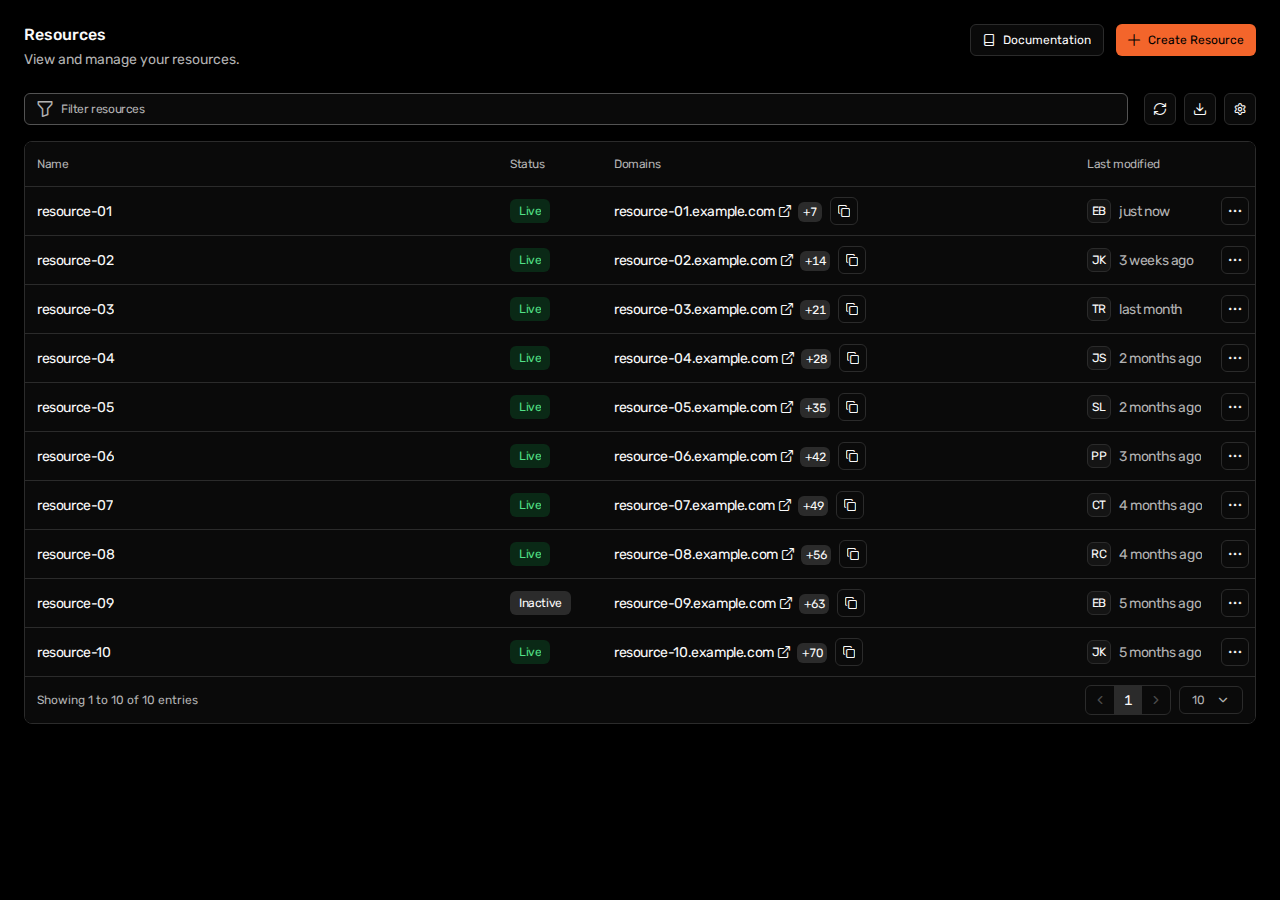 Resources
View and manage your resources.
Documentation
Create Resource
Filter resources
Name Status Domains Last modified
resource-01 Live resource-01.example.com +7 EB just now
resource-02 Live resource-02.example.com +14 JK 3 weeks ago
resource-03 Live resource-03.example.com +21 TR last month
resource-04 Live resource-04.example.com +28 JS 2 months ago
resource-05 Live resource-05.example.com +35 SL 2 months ago
resource-06 Live resource-06.example.com +42 PP 3 months ago
resource-07 Live resource-07.example.com +49 CT 4 months ago
resource-08 Live resource-08.example.com +56 RC 4 months ago
resource-09 Inactive resource-09.example.com +63 EB 5 months ago
resource-10 Live resource-10.example.com +70 JK 5 months ago
Showing 1 to 10 of 10 entries 1 10